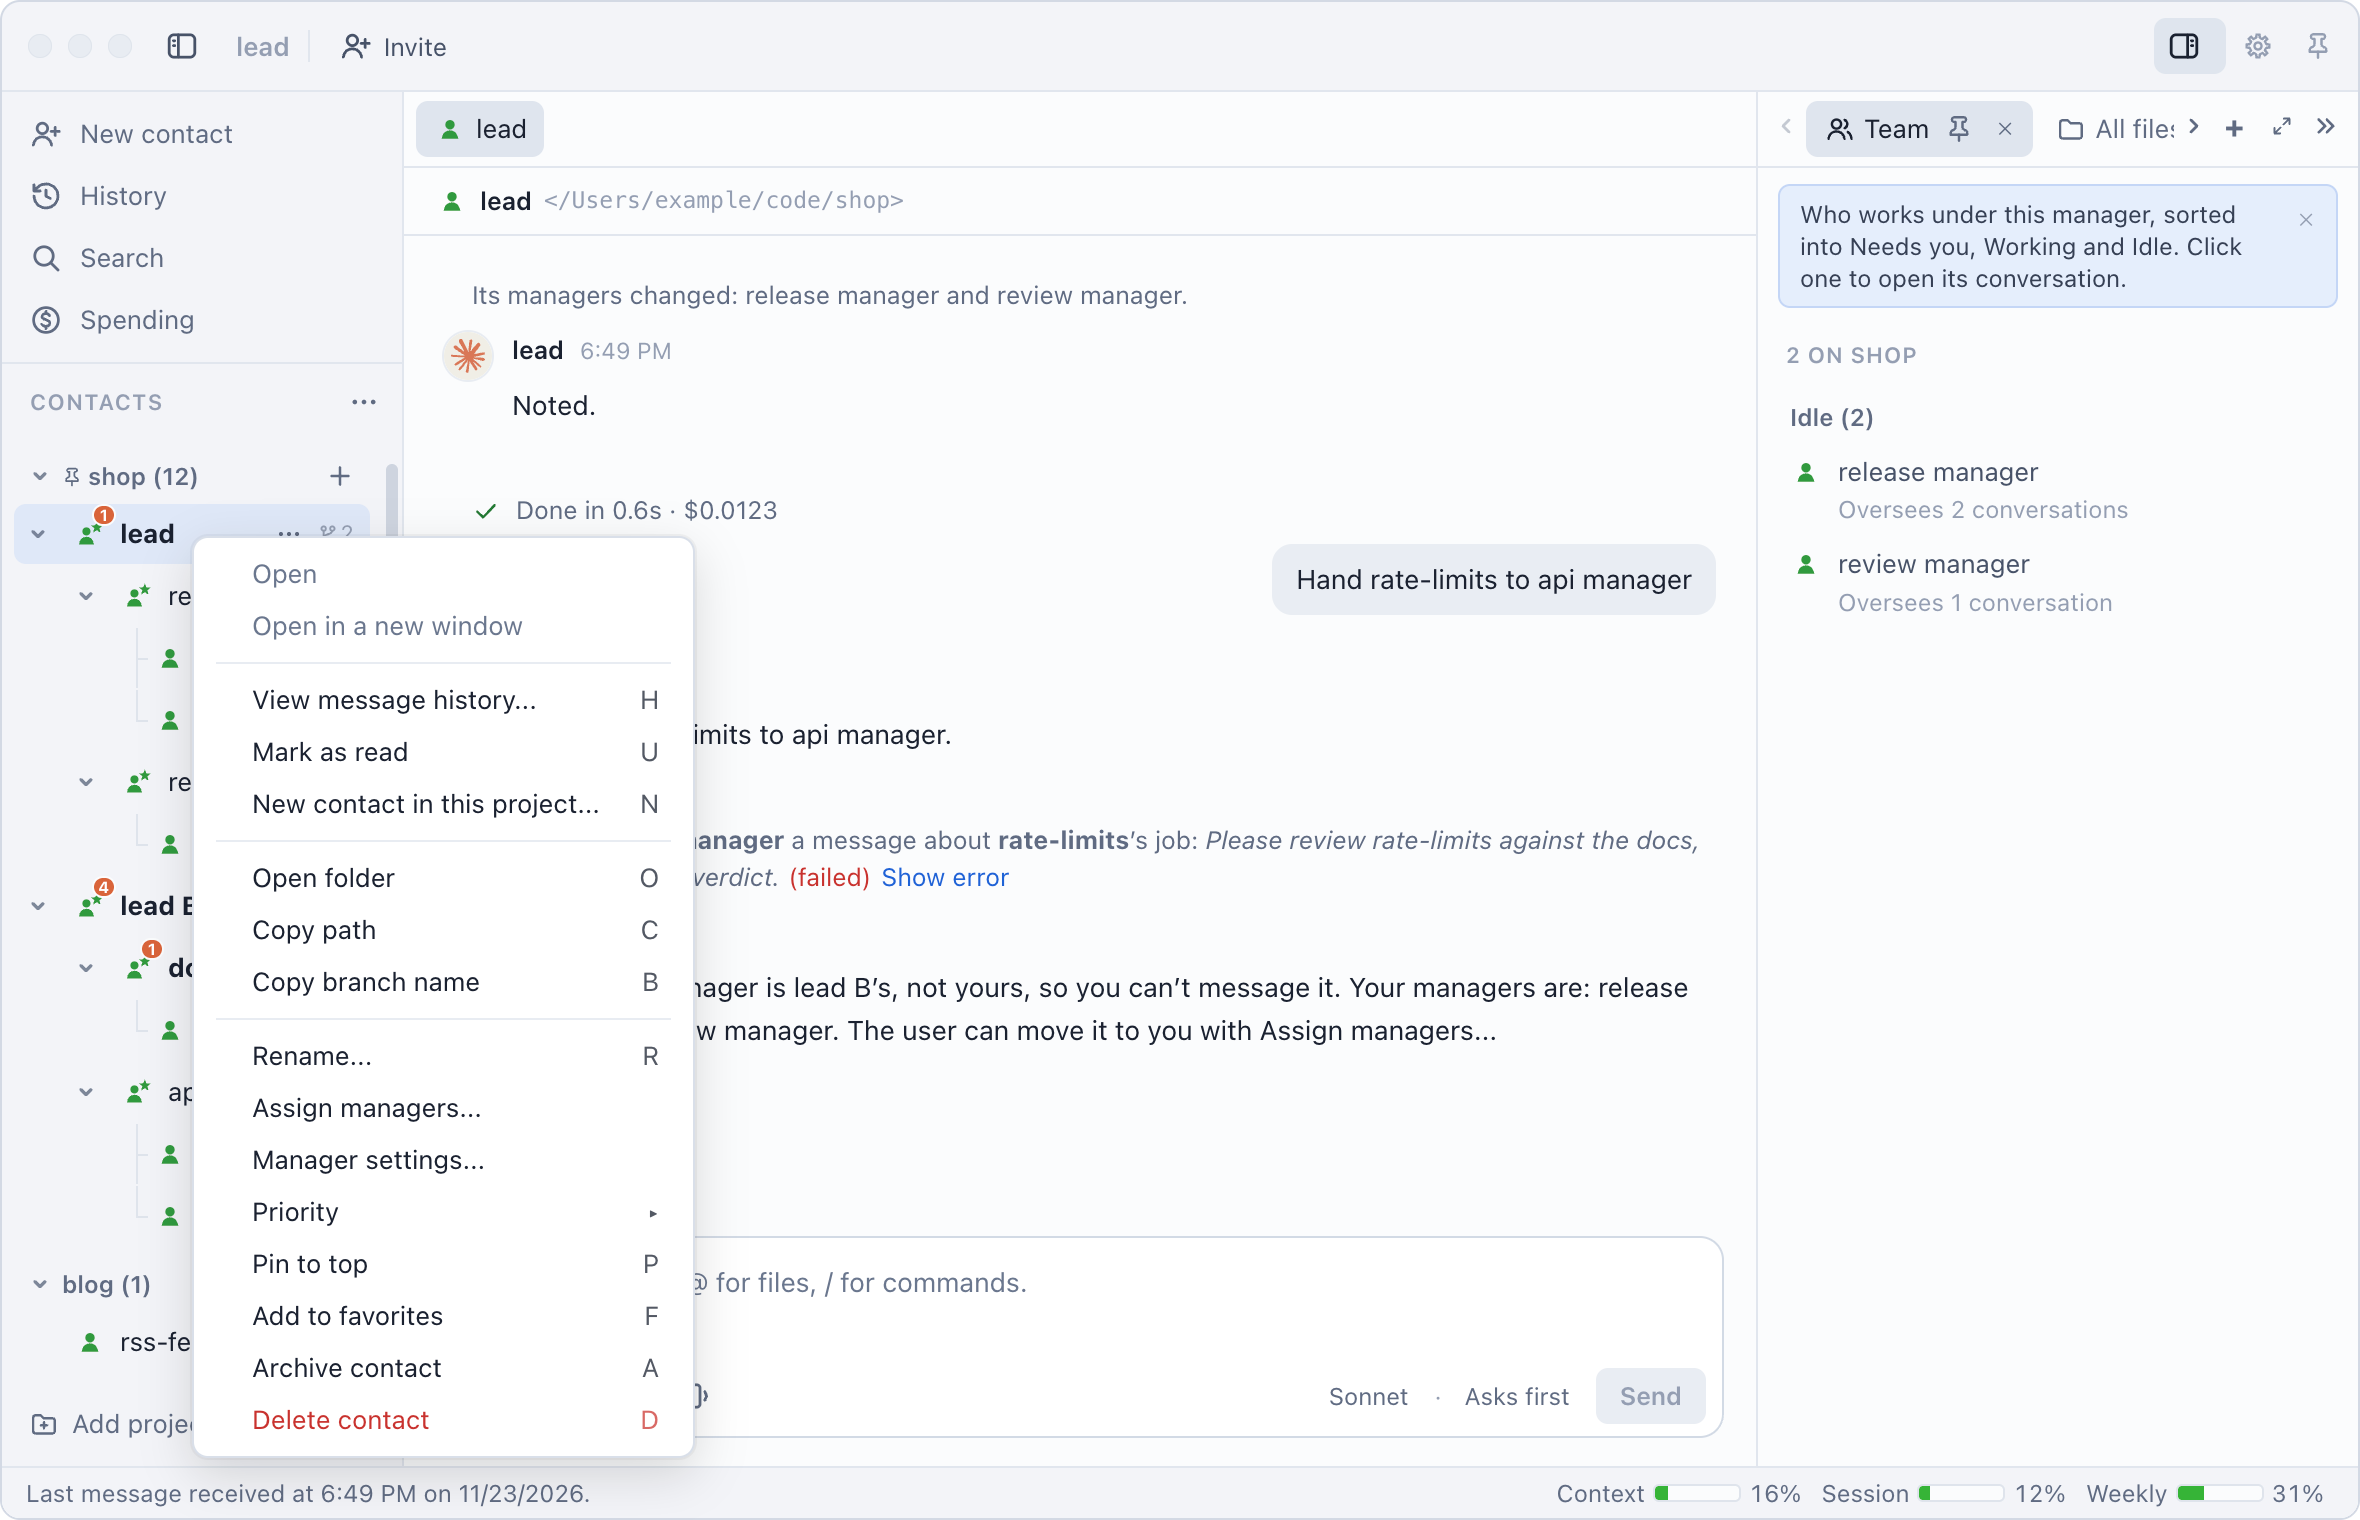 lead
Invite
New contact
History
Search
Spending
CONTACTS
shop (12)
1
lead
2
re
re
4
lead B
1
do
ap
blog (1)
rss-fe
Add projec
Open
Open in a new window
View message history... H
Mark as read U
New contact in this project... N
Open folder O
Copy path C
Copy branch name B
Rename... R
Assign managers...
Manager settings...
Priority
Pin to top P
Add to favorites F
Archive contact A
Delete contact D
lead
lead </Users/example/code/shop>
Its managers changed: release manager and review manager.
lead 6:49 PM
Noted.
Done in 0.6s · $0.0123
Hand rate-limits to api manager
imits to api manager.
anager a message about rate-limits's job: Please review rate-limits against the docs,
verdict. (failed) Show error
nager is lead B’s, not yours, so you can’t message it. Your managers are: release
w manager. The user can move it to you with Assign managers...
@ for files, / for commands.
Sonnet · Asks first Send
Team
All files
Who works under this manager, sorted
into Needs you, Working and Idle. Click
one to open its conversation.
2 ON SHOP
Idle (2)
release manager
Oversees 2 conversations
review manager
Oversees 1 conversation
Last message received at 6:49 PM on 11/23/2026.
Context 16% Session 12% Weekly 31%